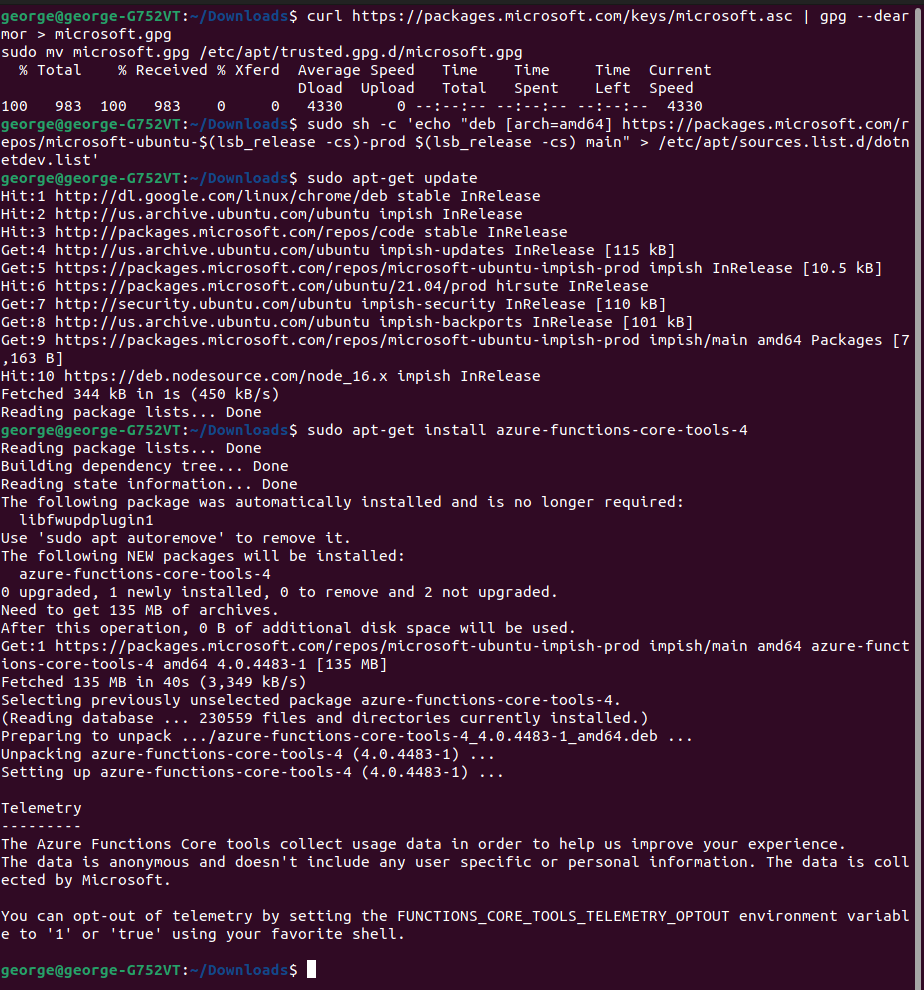 george@george-G752VT:~/Downloads$ curl https://packages.microsoft.com/keys/microsoft.asc | gpg --dear
mor > microsoft.gpg
sudo mv microsoft.gpg /etc/apt/trusted.gpg.d/microsoft.gpg
  % Total    % Received % Xferd  Average Speed   Time    Time     Time  Current
                                 Dload  Upload   Total   Spent    Left  Speed
100   983  100   983    0     0   4330      0 --:--:-- --:--:-- --:--:--  4330
george@george-G752VT:~/Downloads$ sudo sh -c 'echo "deb [arch=amd64] https://packages.microsoft.com/r
epos/microsoft-ubuntu-$(lsb_release -cs)-prod $(lsb_release -cs) main" > /etc/apt/sources.list.d/dotn
etdev.list'
george@george-G752VT:~/Downloads$ sudo apt-get update
Hit:1 http://dl.google.com/linux/chrome/deb stable InRelease
Hit:2 http://us.archive.ubuntu.com/ubuntu impish InRelease
Hit:3 http://packages.microsoft.com/repos/code stable InRelease
Get:4 http://us.archive.ubuntu.com/ubuntu impish-updates InRelease [115 kB]
Get:5 https://packages.microsoft.com/repos/microsoft-ubuntu-impish-prod impish InRelease [10.5 kB]
Hit:6 https://packages.microsoft.com/ubuntu/21.04/prod hirsute InRelease
Get:7 http://security.ubuntu.com/ubuntu impish-security InRelease [110 kB]
Get:8 http://us.archive.ubuntu.com/ubuntu impish-backports InRelease [101 kB]
Get:9 https://packages.microsoft.com/repos/microsoft-ubuntu-impish-prod impish/main amd64 Packages [7
,163 B]
Hit:10 https://deb.nodesource.com/node_16.x impish InRelease
Fetched 344 kB in 1s (450 kB/s)
Reading package lists... Done
george@george-G752VT:~/Downloads$ sudo apt-get install azure-functions-core-tools-4
Reading package lists... Done
Building dependency tree... Done
Reading state information... Done
The following package was automatically installed and is no longer required:
  libfwupdplugin1
Use 'sudo apt autoremove' to remove it.
The following NEW packages will be installed:
  azure-functions-core-tools-4
0 upgraded, 1 newly installed, 0 to remove and 2 not upgraded.
Need to get 135 MB of archives.
After this operation, 0 B of additional disk space will be used.
Get:1 https://packages.microsoft.com/repos/microsoft-ubuntu-impish-prod impish/main amd64 azure-funct
ions-core-tools-4 amd64 4.0.4483-1 [135 MB]
Fetched 135 MB in 40s (3,349 kB/s)
Selecting previously unselected package azure-functions-core-tools-4.
(Reading database ... 230559 files and directories currently installed.)
Preparing to unpack .../azure-functions-core-tools-4_4.0.4483-1_amd64.deb ...
Unpacking azure-functions-core-tools-4 (4.0.4483-1) ...
Setting up azure-functions-core-tools-4 (4.0.4483-1) ...
Telemetry
---------
The Azure Functions Core tools collect usage data in order to help us improve your experience.
The data is anonymous and doesn't include any user specific or personal information. The data is coll
ected by Microsoft.
You can opt-out of telemetry by setting the FUNCTIONS_CORE_TOOLS_TELEMETRY_OPTOUT environment variabl
e to '1' or 'true' using your favorite shell.
george@george-G752VT:~/Downloads$